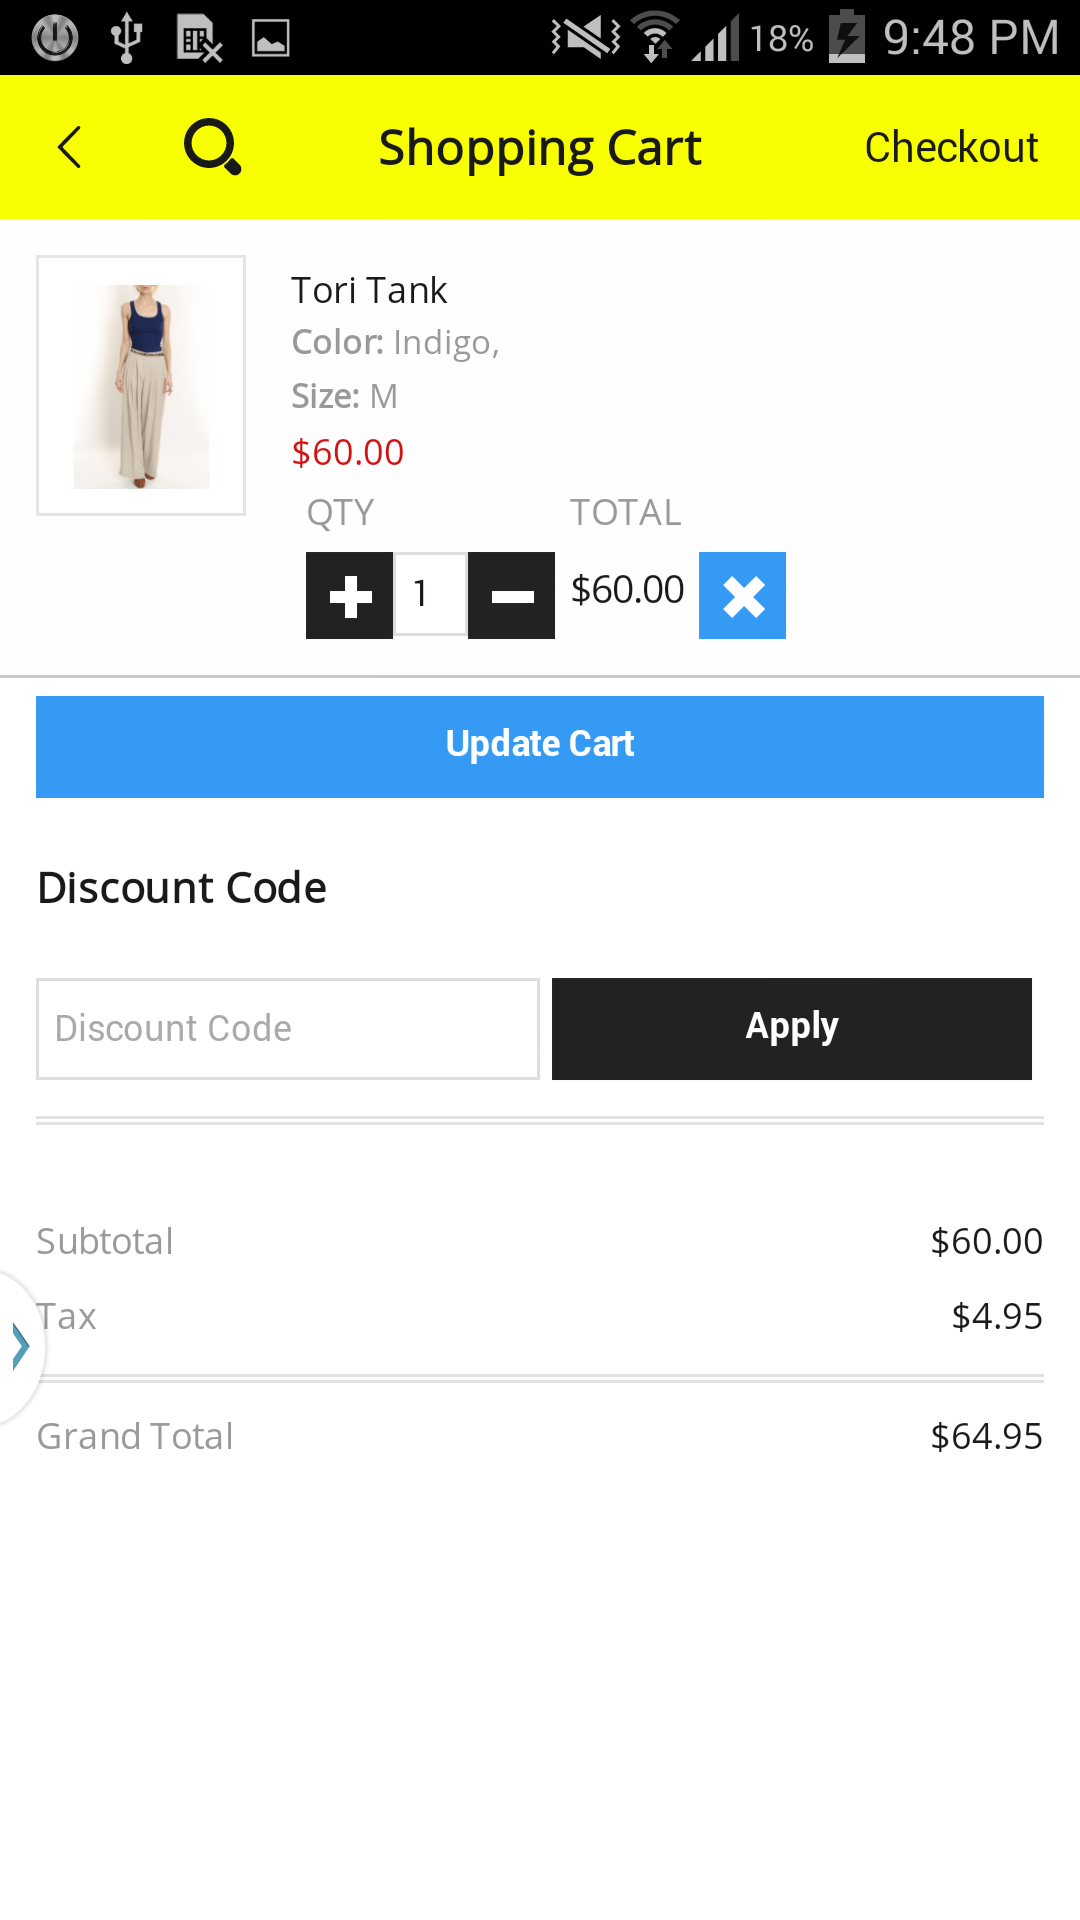 18% 9:48 PM
Shopping Cart Checkout
Tori Tank
Color: Indigo,
Size: M
$60.00
QTY TOTAL
1 $60.00
Update Cart
Discount Code
Discount Code Apply
Subtotal $60.00
Tax $4.95
Grand Total $64.95